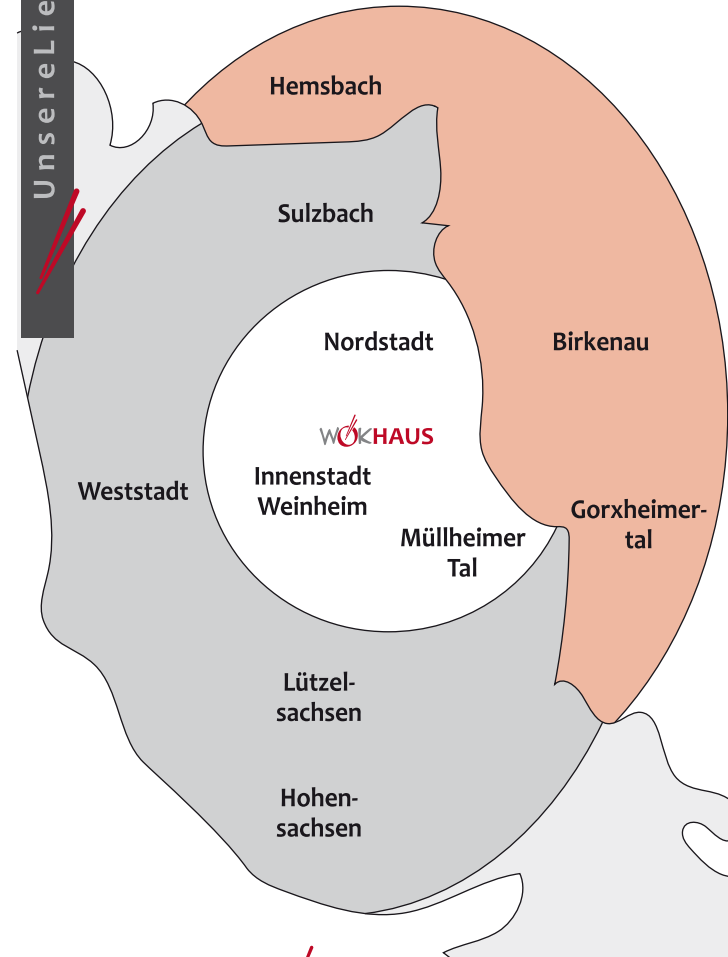 UnsereLie
Hemsbach
Sulzbach
Nordstadt
Birkenau
WOKHAUS
Innenstadt
Weinheim
Weststadt
Gorxheimer-
tal
Müllheimer
Tal
Lützel-
sachsen
Hohen-
sachsen